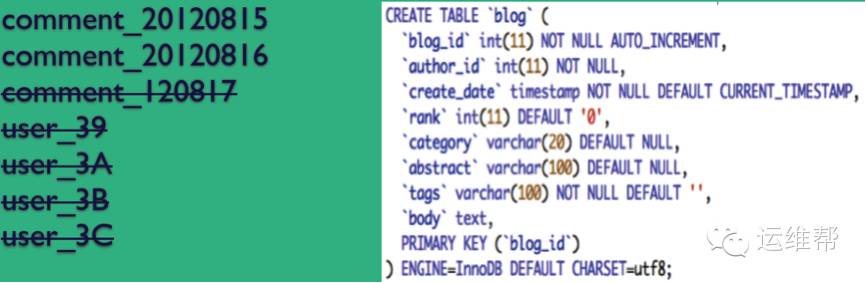 comment_20120815
comment_20120816
comment_120817
user_39
user_3A
user_3B
user_3C
CREATE TABLE `blog` (
`blog_id` int(11) NOT NULL AUTO_INCREMENT,
`author_id` int(11) NOT NULL,
`create_date` timestamp NOT NULL DEFAULT CURRENT_TIMESTAMP,
`rank` int(11) DEFAULT '0',
`category` varchar(20) DEFAULT NULL,
`abstract` varchar(100) DEFAULT NULL,
`tags` varchar(100) NOT NULL DEFAULT '',
`body` text,
PRIMARY KEY (`blog_id`)
) ENGINE=InnoDB DEFAULT CHARSET=utf8;
运维帮